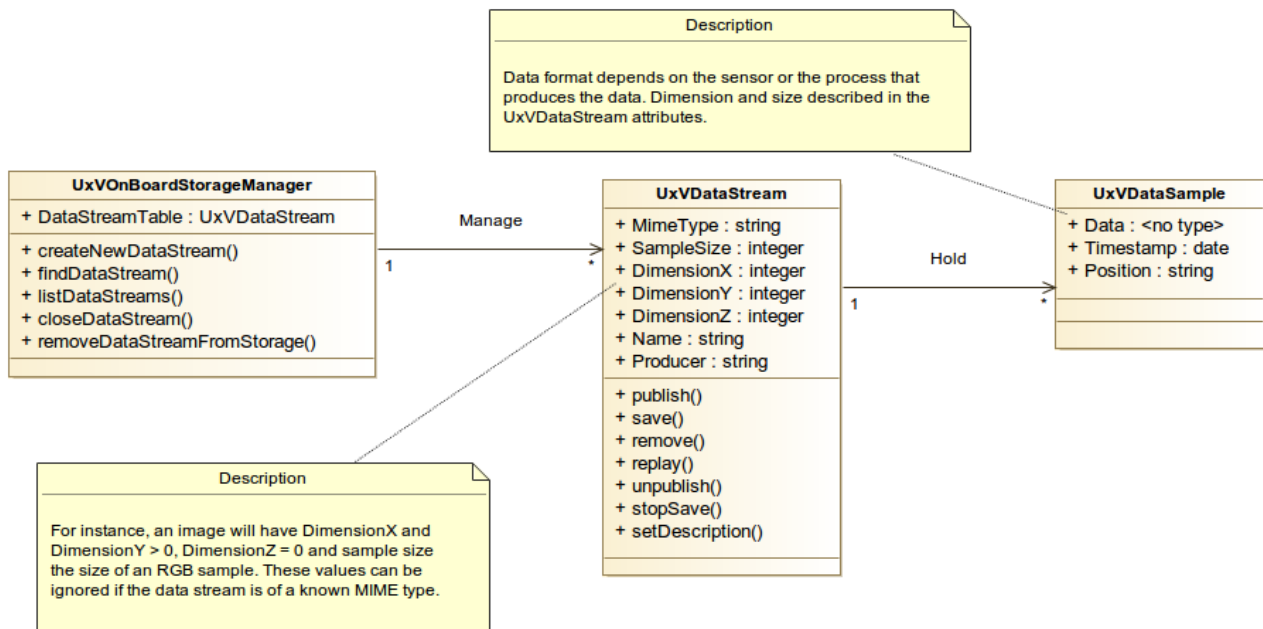 Description
Data format depends on the sensor or the process that
produces the data. Dimension and size described in the
UxVDataStream attributes.
UxVOnBoardStorageManager
+ DataStreamTable : UxVDataStream
+ createNewDataStream()
+ findDataStream()
+ listDataStreams()
+ closeDataStream()
+ removeDataStreamFromStorage()
Manage
1
*
UxVDataStream
+ MimeType : string
+ SampleSize : integer
+ DimensionX : integer
+ DimensionY : integer
+ DimensionZ : integer
+ Name : string
+ Producer : string
+ publish()
+ save()
+ remove()
+ replay()
+ unpublish()
+ stopSave()
+ setDescription()
Hold
1
*
UxVDataSample
+ Data : <no type>
+ Timestamp : date
+ Position : string
Description
For instance, an image will have DimensionX and
DimensionY > 0, DimensionZ = 0 and sample size
the size of an RGB sample. These values can be
ignored if the data stream is of a known MIME type.